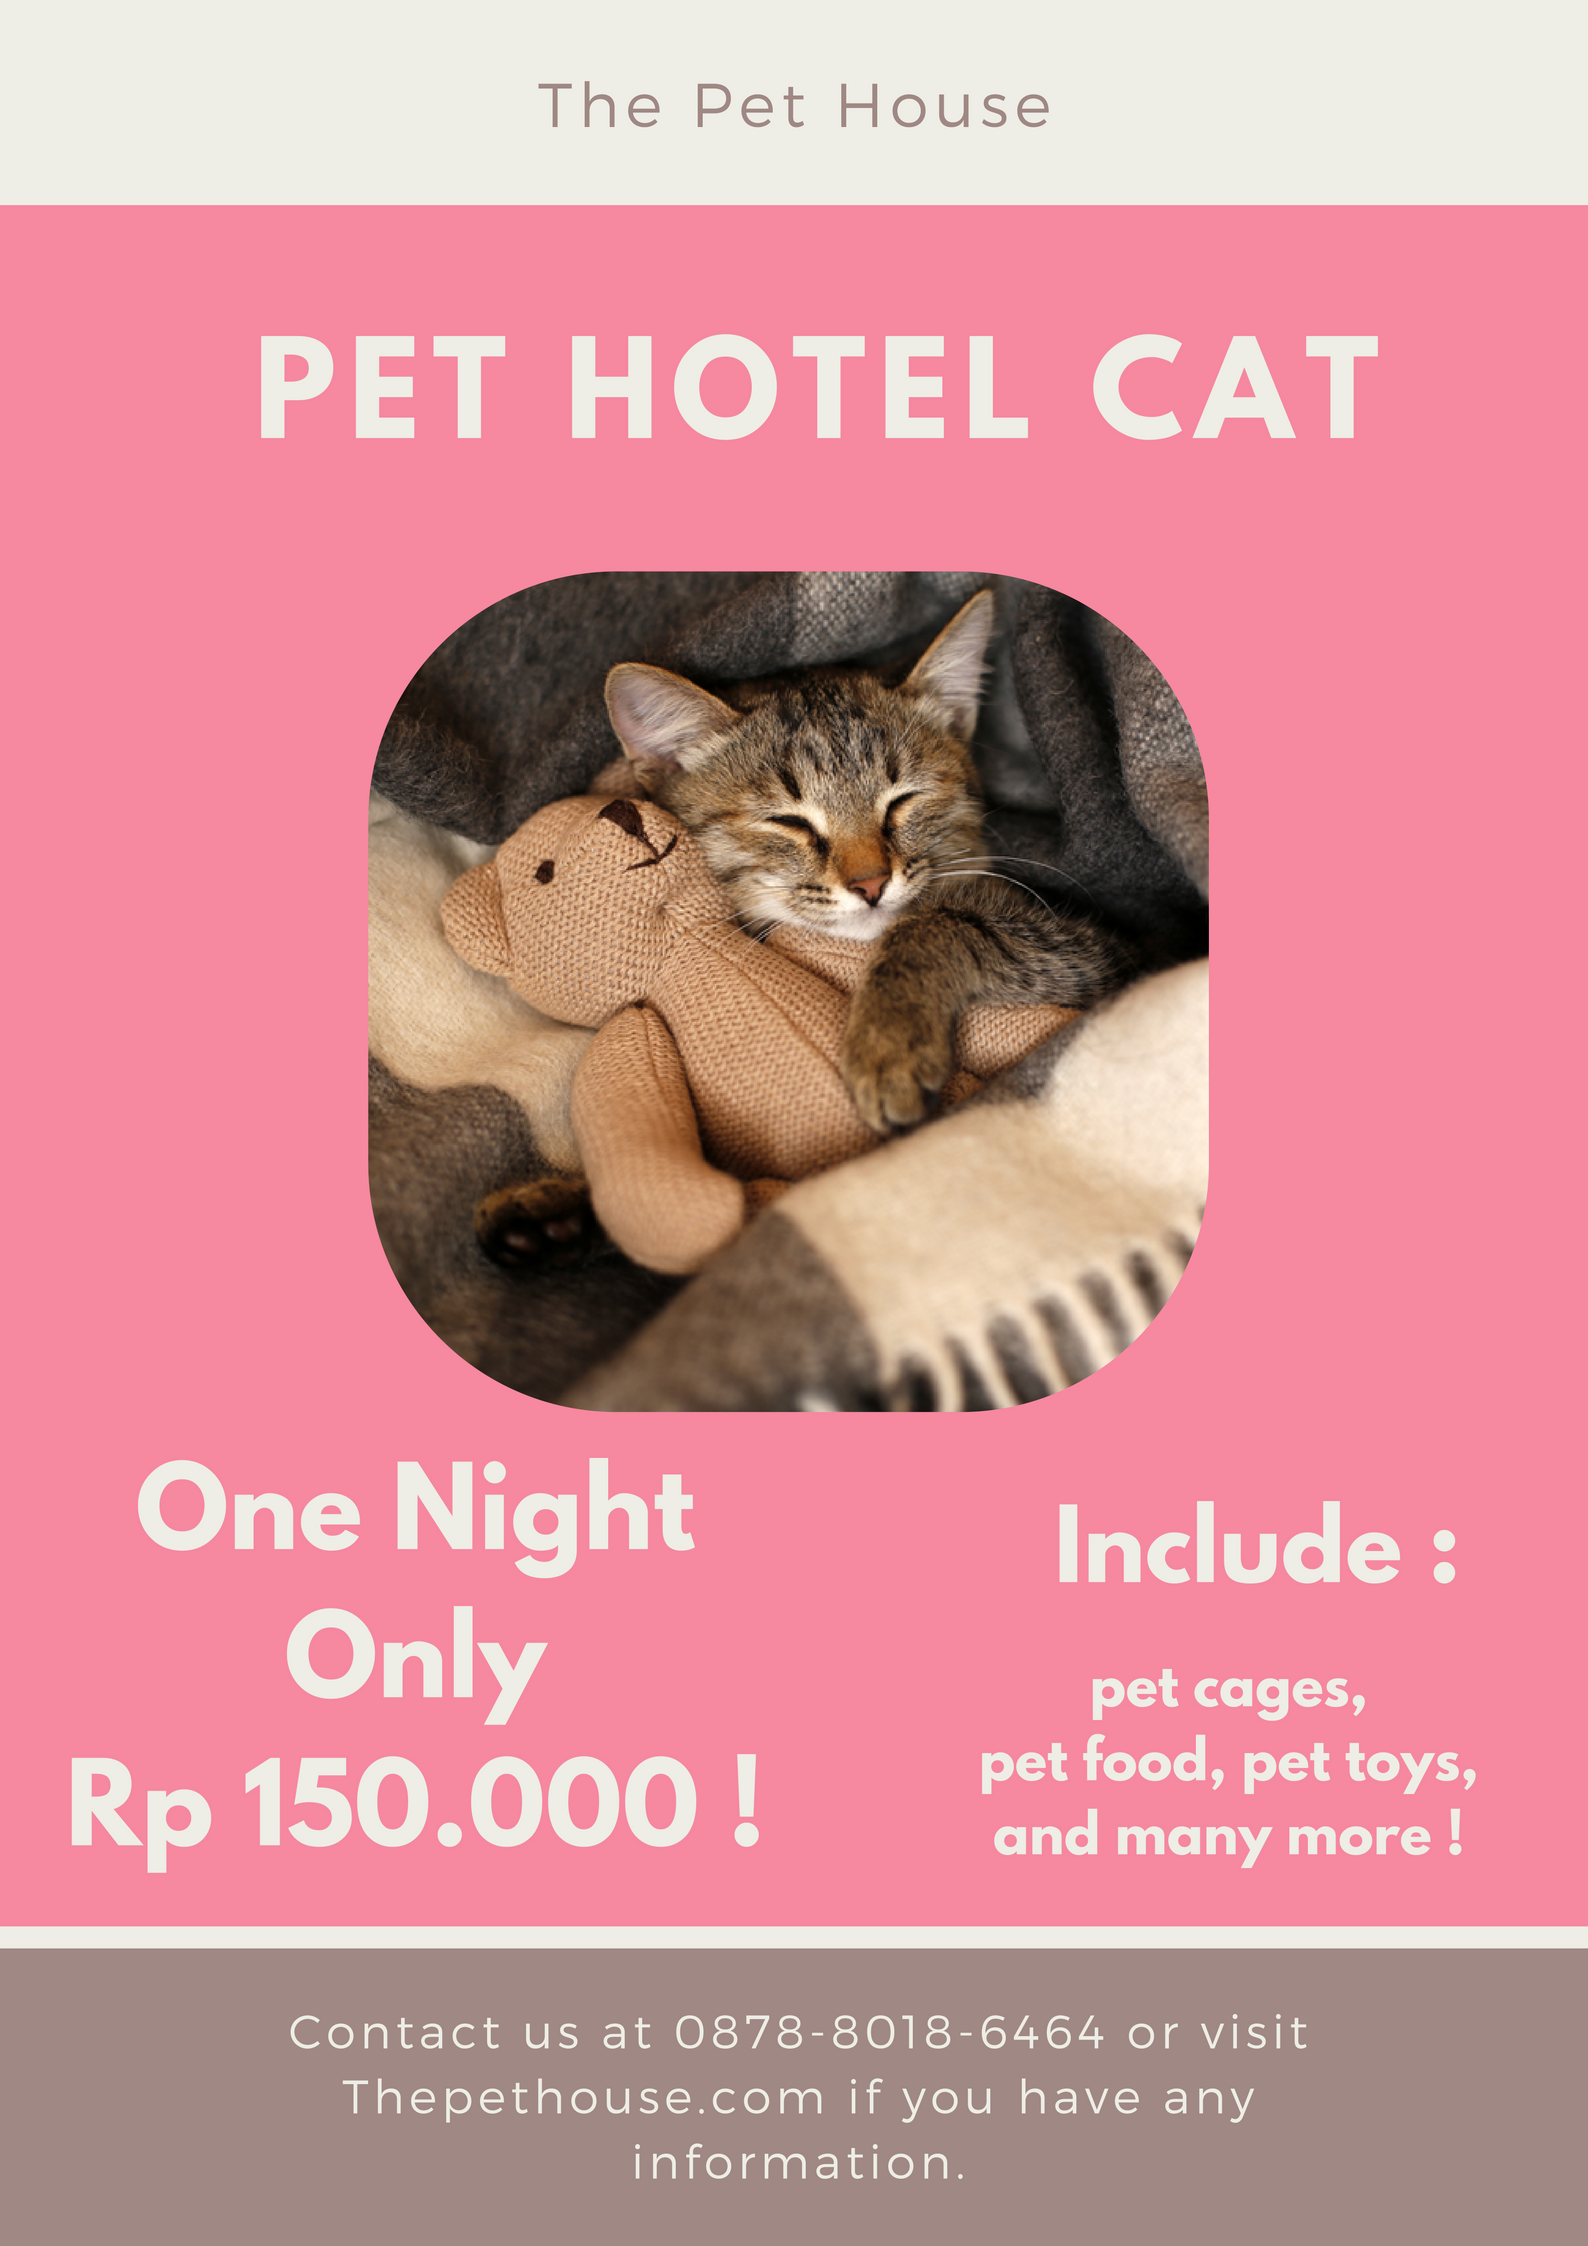 The Pet House
PET HOTEL CAT
One Night
Only
Rp 150.000 !
Include :
pet cages,
pet food, pet toys,
and many more !
Contact us at 0878-8018-6464 or visit
Thepethouse.com if you have any
information.